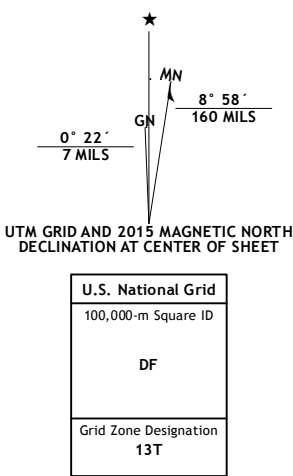 ★
MN
8° 58´
160 MILS
GN
0° 22´
7 MILS
UTM GRID AND 2015 MAGNETIC NORTH
DECLINATION AT CENTER OF SHEET
U.S. National Grid
100,000-m Square ID
DF
Grid Zone Designation
13T